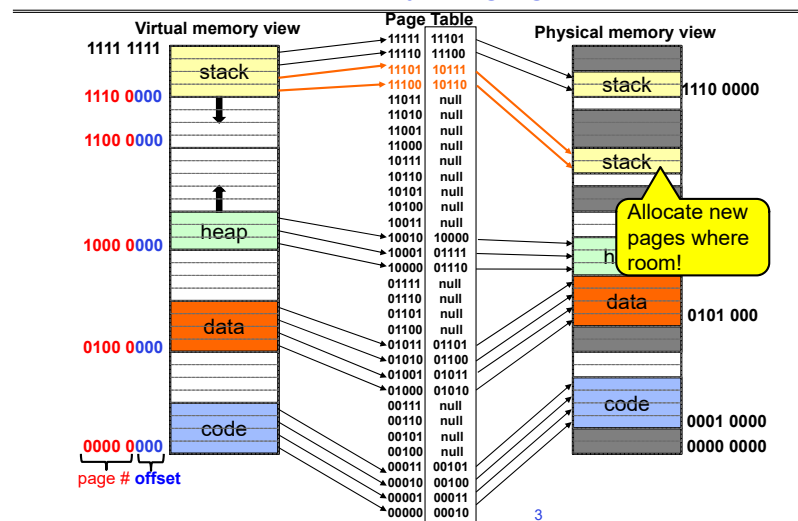 Virtual memory view
Page Table
Physical memory view
1111 1111
stack
1110 0000
1100 0000
heap
1000 0000
data
0100 0000
code
0000 0000
page # offset
11111 11101
11110 11100
11101 10111
11100 10110
11011 null
11010 null
11001 null
11000 null
10111 null
10110 null
10101 null
10100 null
10011 null
10010 10000
10001 01111
10000 01110
01111 null
01110 null
01101 null
01100 null
01011 01101
01010 01100
01001 01011
01000 01010
00111 null
00110 null
00101 null
00100 null
00011 00101
00010 00100
00001 00011
00000 00010
stack
1110 0000
stack
Allocate new
pages where
room!
h
data
0101 000
code
0001 0000
0000 0000
3